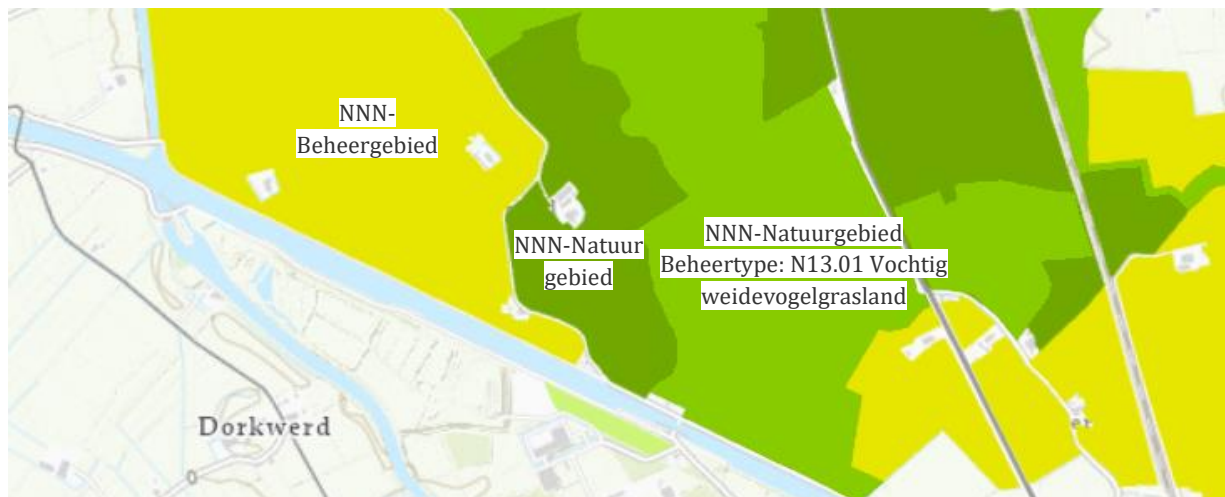 NNN-
Beheergebied
NNN-Natuur
gebied
NNN-Natuurgebied
Beheertype: N13.01 Vochtig
weidevogelgrasland
Dorkwerd